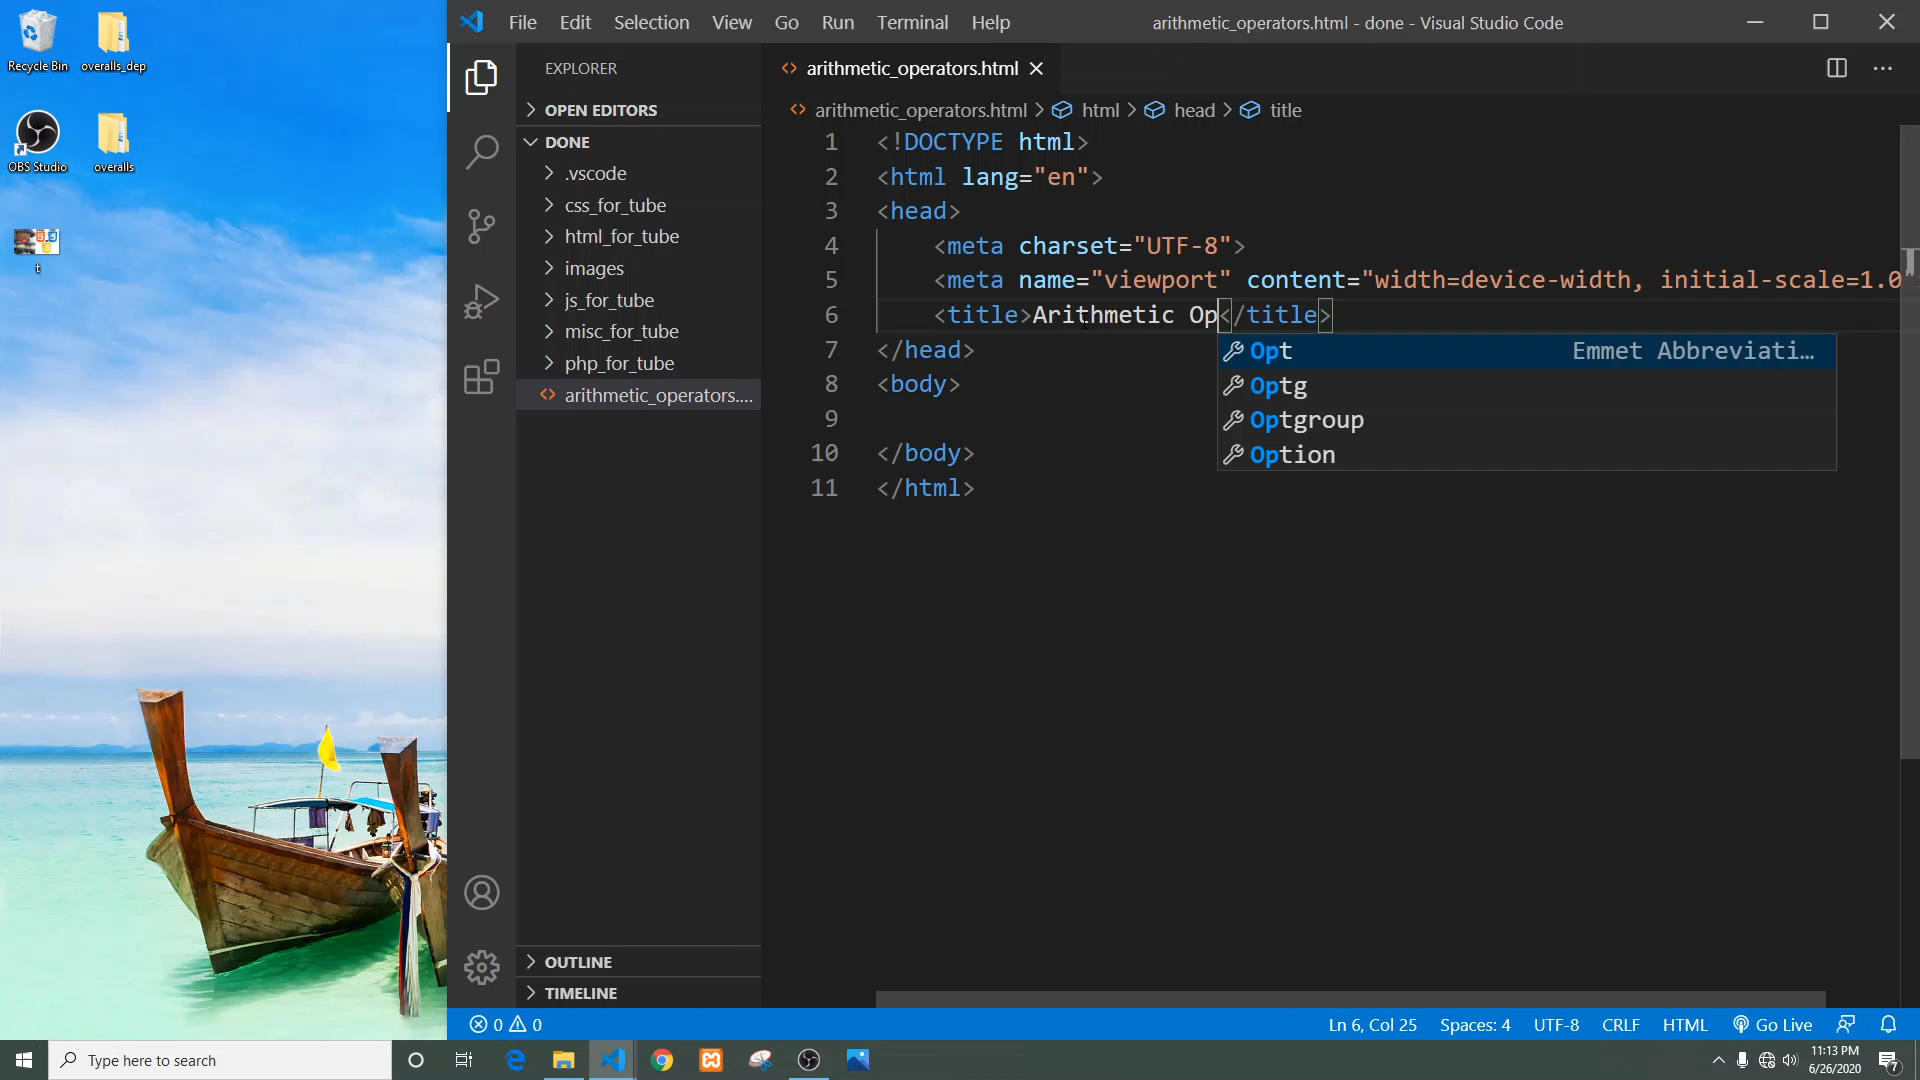 Recycle Bin
overalls_dep
OBS Studio
overalls
t
File Edit Selection View Go Run Terminal Help
arithmetic_operators.html - done - Visual Studio Code
EXPLORER
OPEN EDITORS
DONE
.vscode
css_for_tube
html_for_tube
images
js_for_tube
misc_for_tube
php_for_tube
arithmetic_operators....
OUTLINE
TIMELINE
arithmetic_operators.html
arithmetic_operators.html > html > head > title
1 <!DOCTYPE html>
2 <html lang="en">
3 <head>
4 <meta charset="UTF-8">
5 <meta name="viewport" content="width=device-width, initial-scale=1.0"
6 <title>Arithmetic Op</title>
7 </head>
8 <body>
9
10 </body>
11 </html>
Opt Emmet Abbreviati...
Optg
Optgroup
Option
0 0
Ln 6, Col 25 Spaces: 4 UTF-8 CRLF HTML Go Live
Type here to search
11:13 PM
6/26/2020
7